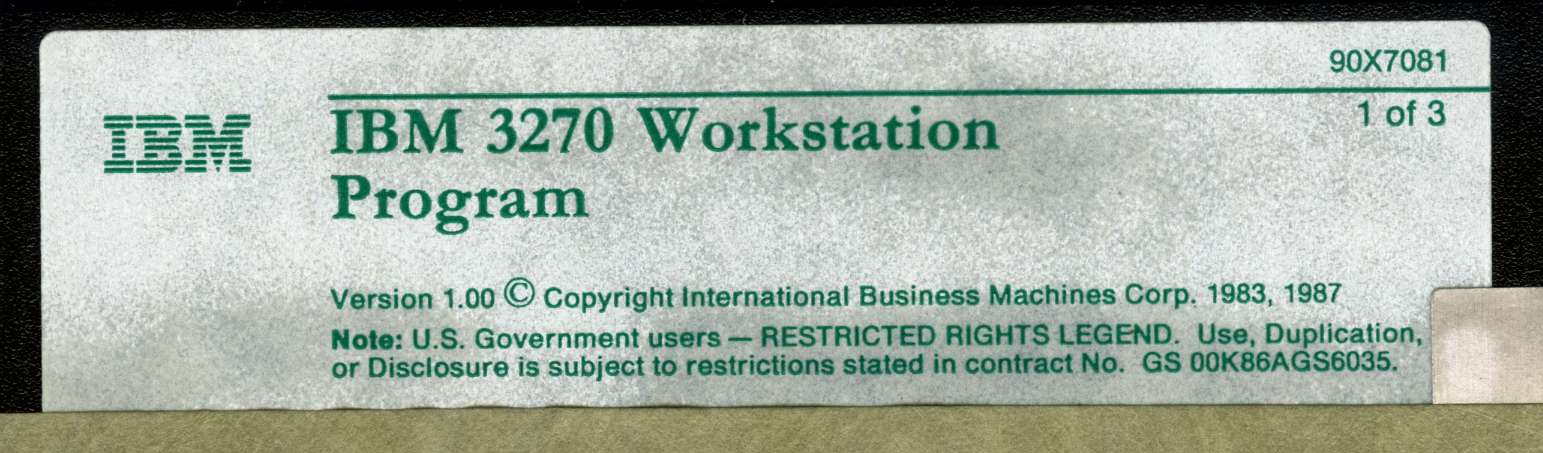 90X7081
IBM
IBM 3270 Workstation
Program
1 of 3
Version 1.00 © Copyright International Business Machines Corp. 1983, 1987
Note: U.S. Government users — RESTRICTED RIGHTS LEGEND. Use, Duplication,
or Disclosure is subject to restrictions stated in contract No. GS 00K86AGS6035.